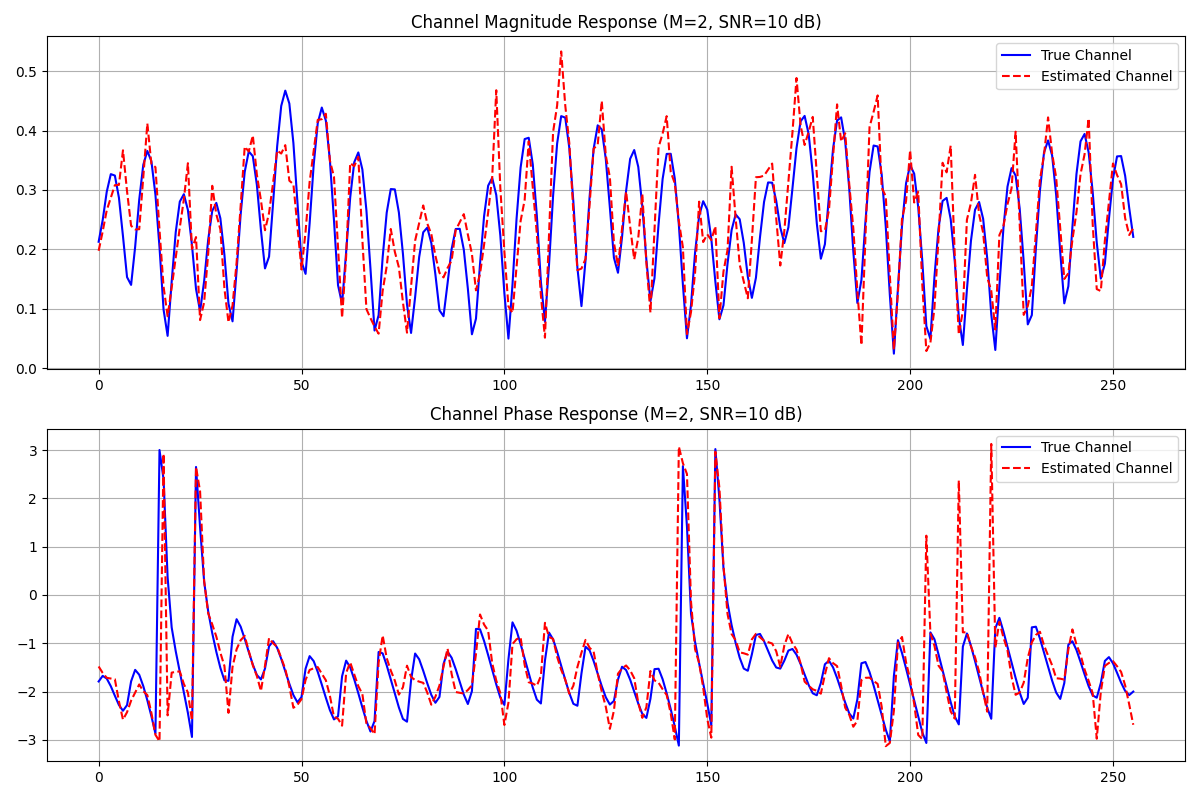 Channel Magnitude Response (M=2, SNR=10 dB)
True Channel
Estimated Channel
0.5
0.4
0.3
0.2
0.1
0.0
0 50 100 150 200 250
Channel Phase Response (M=2, SNR=10 dB)
True Channel
Estimated Channel
3
2
1
0
−1
−2
−3
0 50 100 150 200 250